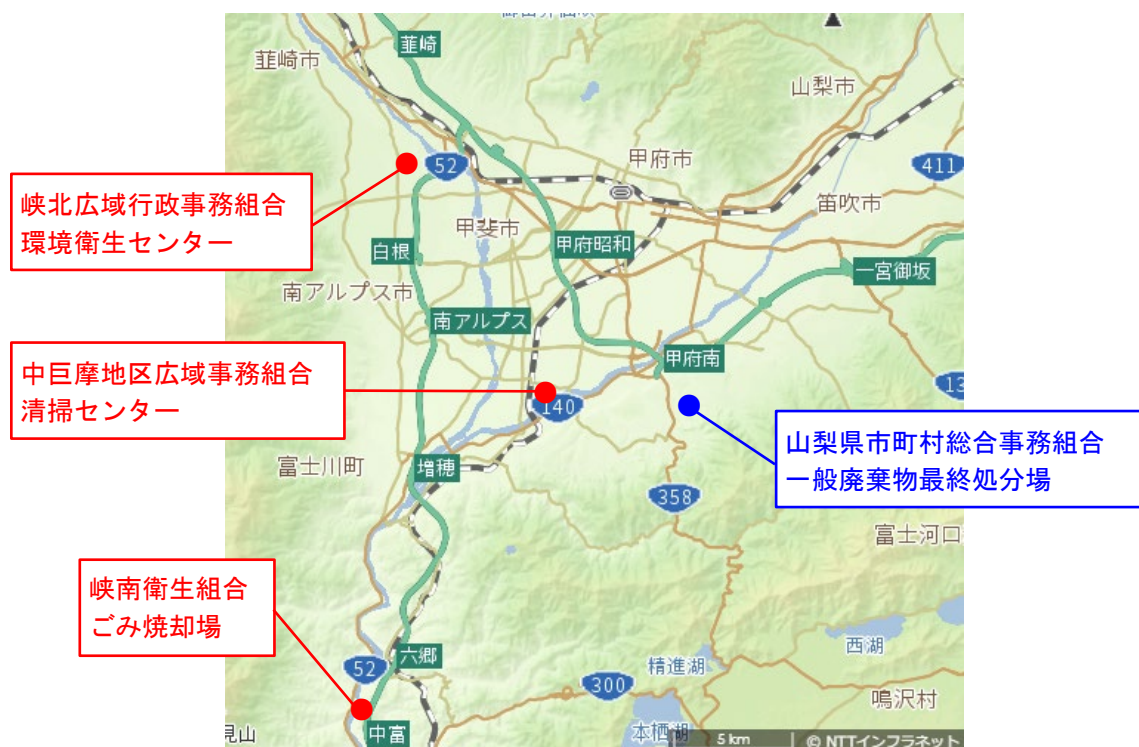 韮崎
韮崎市
山梨市
52
甲府市
411
峡北広域行政事務組合
環境衛生センター
笛吹市
甲斐市
白根
甲府昭和
一宮御坂
南アルプス市
南アルプス
甲府南
中巨摩地区広域事務組合
清掃センター
140
山梨県市町村総合事務組合
一般廃棄物最終処分場
富士川町
増穂
358
富士河口
峡南衛生組合
ごみ焼却場
六郷
52
精進湖
西湖
300
鳴沢村
見山
中富
本栖湖
5 km
© NTTインフラネット